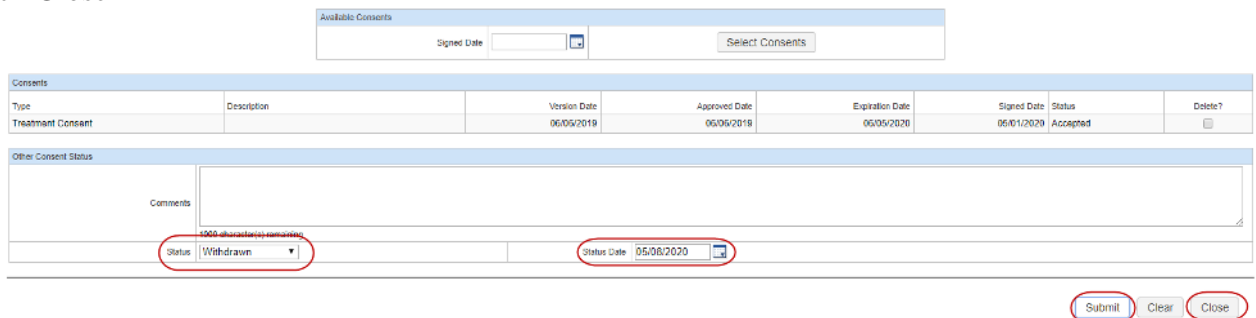 Available Consents
Signed Date Select Consents
Consents
Type Description Version Date Approved Date Expiration Date Signed Date Status Delete?
Treatment Consent 06/06/2019 06/06/2019 06/05/2020 05/01/2020 Accepted
Other Consent Status
Comments
1000 character(s) remaining
Status Withdrawn Status Date 05/08/2020
Submit Clear Close